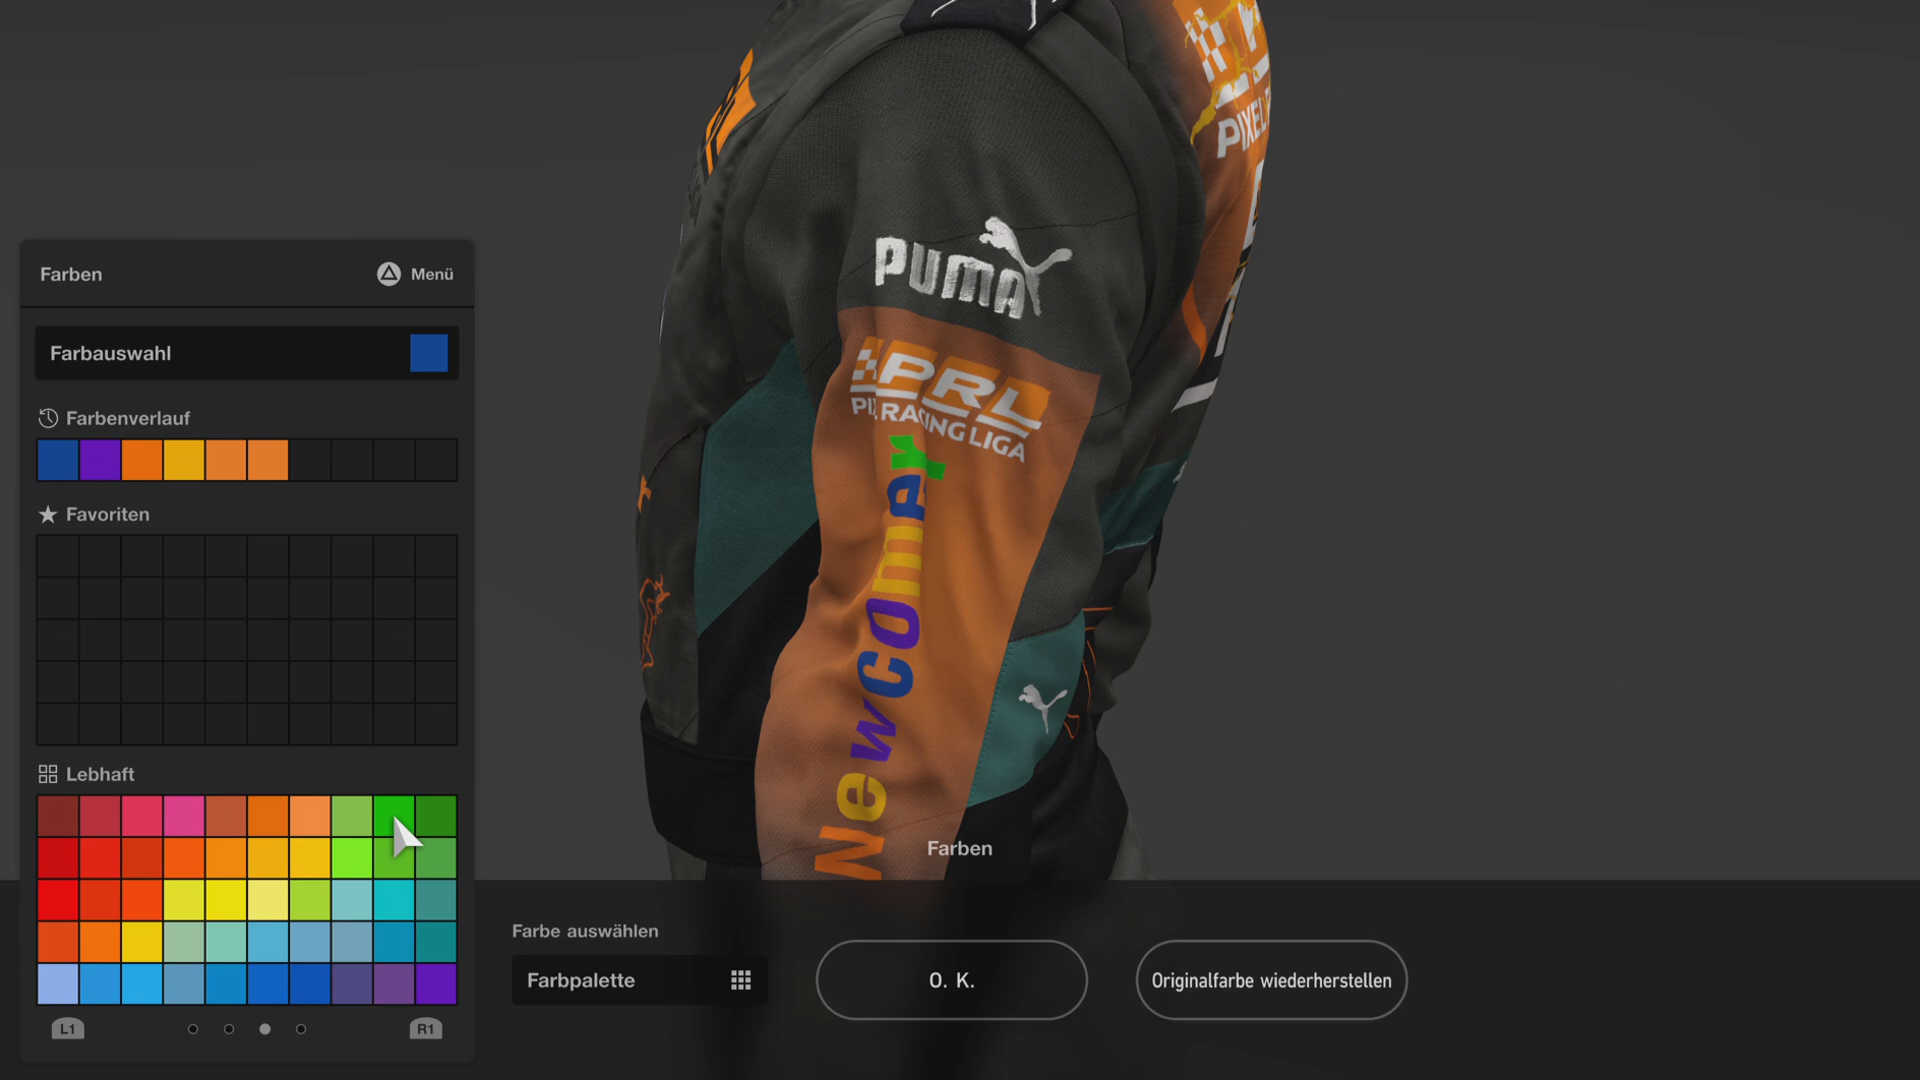 Farben
Menü
Farbauswahl
Farbenverlauf
Favoriten
Lebhaft
L1
R1
PUMA
PRL
RACING LIGA
Newcomer
PIXEL
Farben
Farbe auswählen
Farbpalette
O. K.
Originalfarbe wiederherstellen